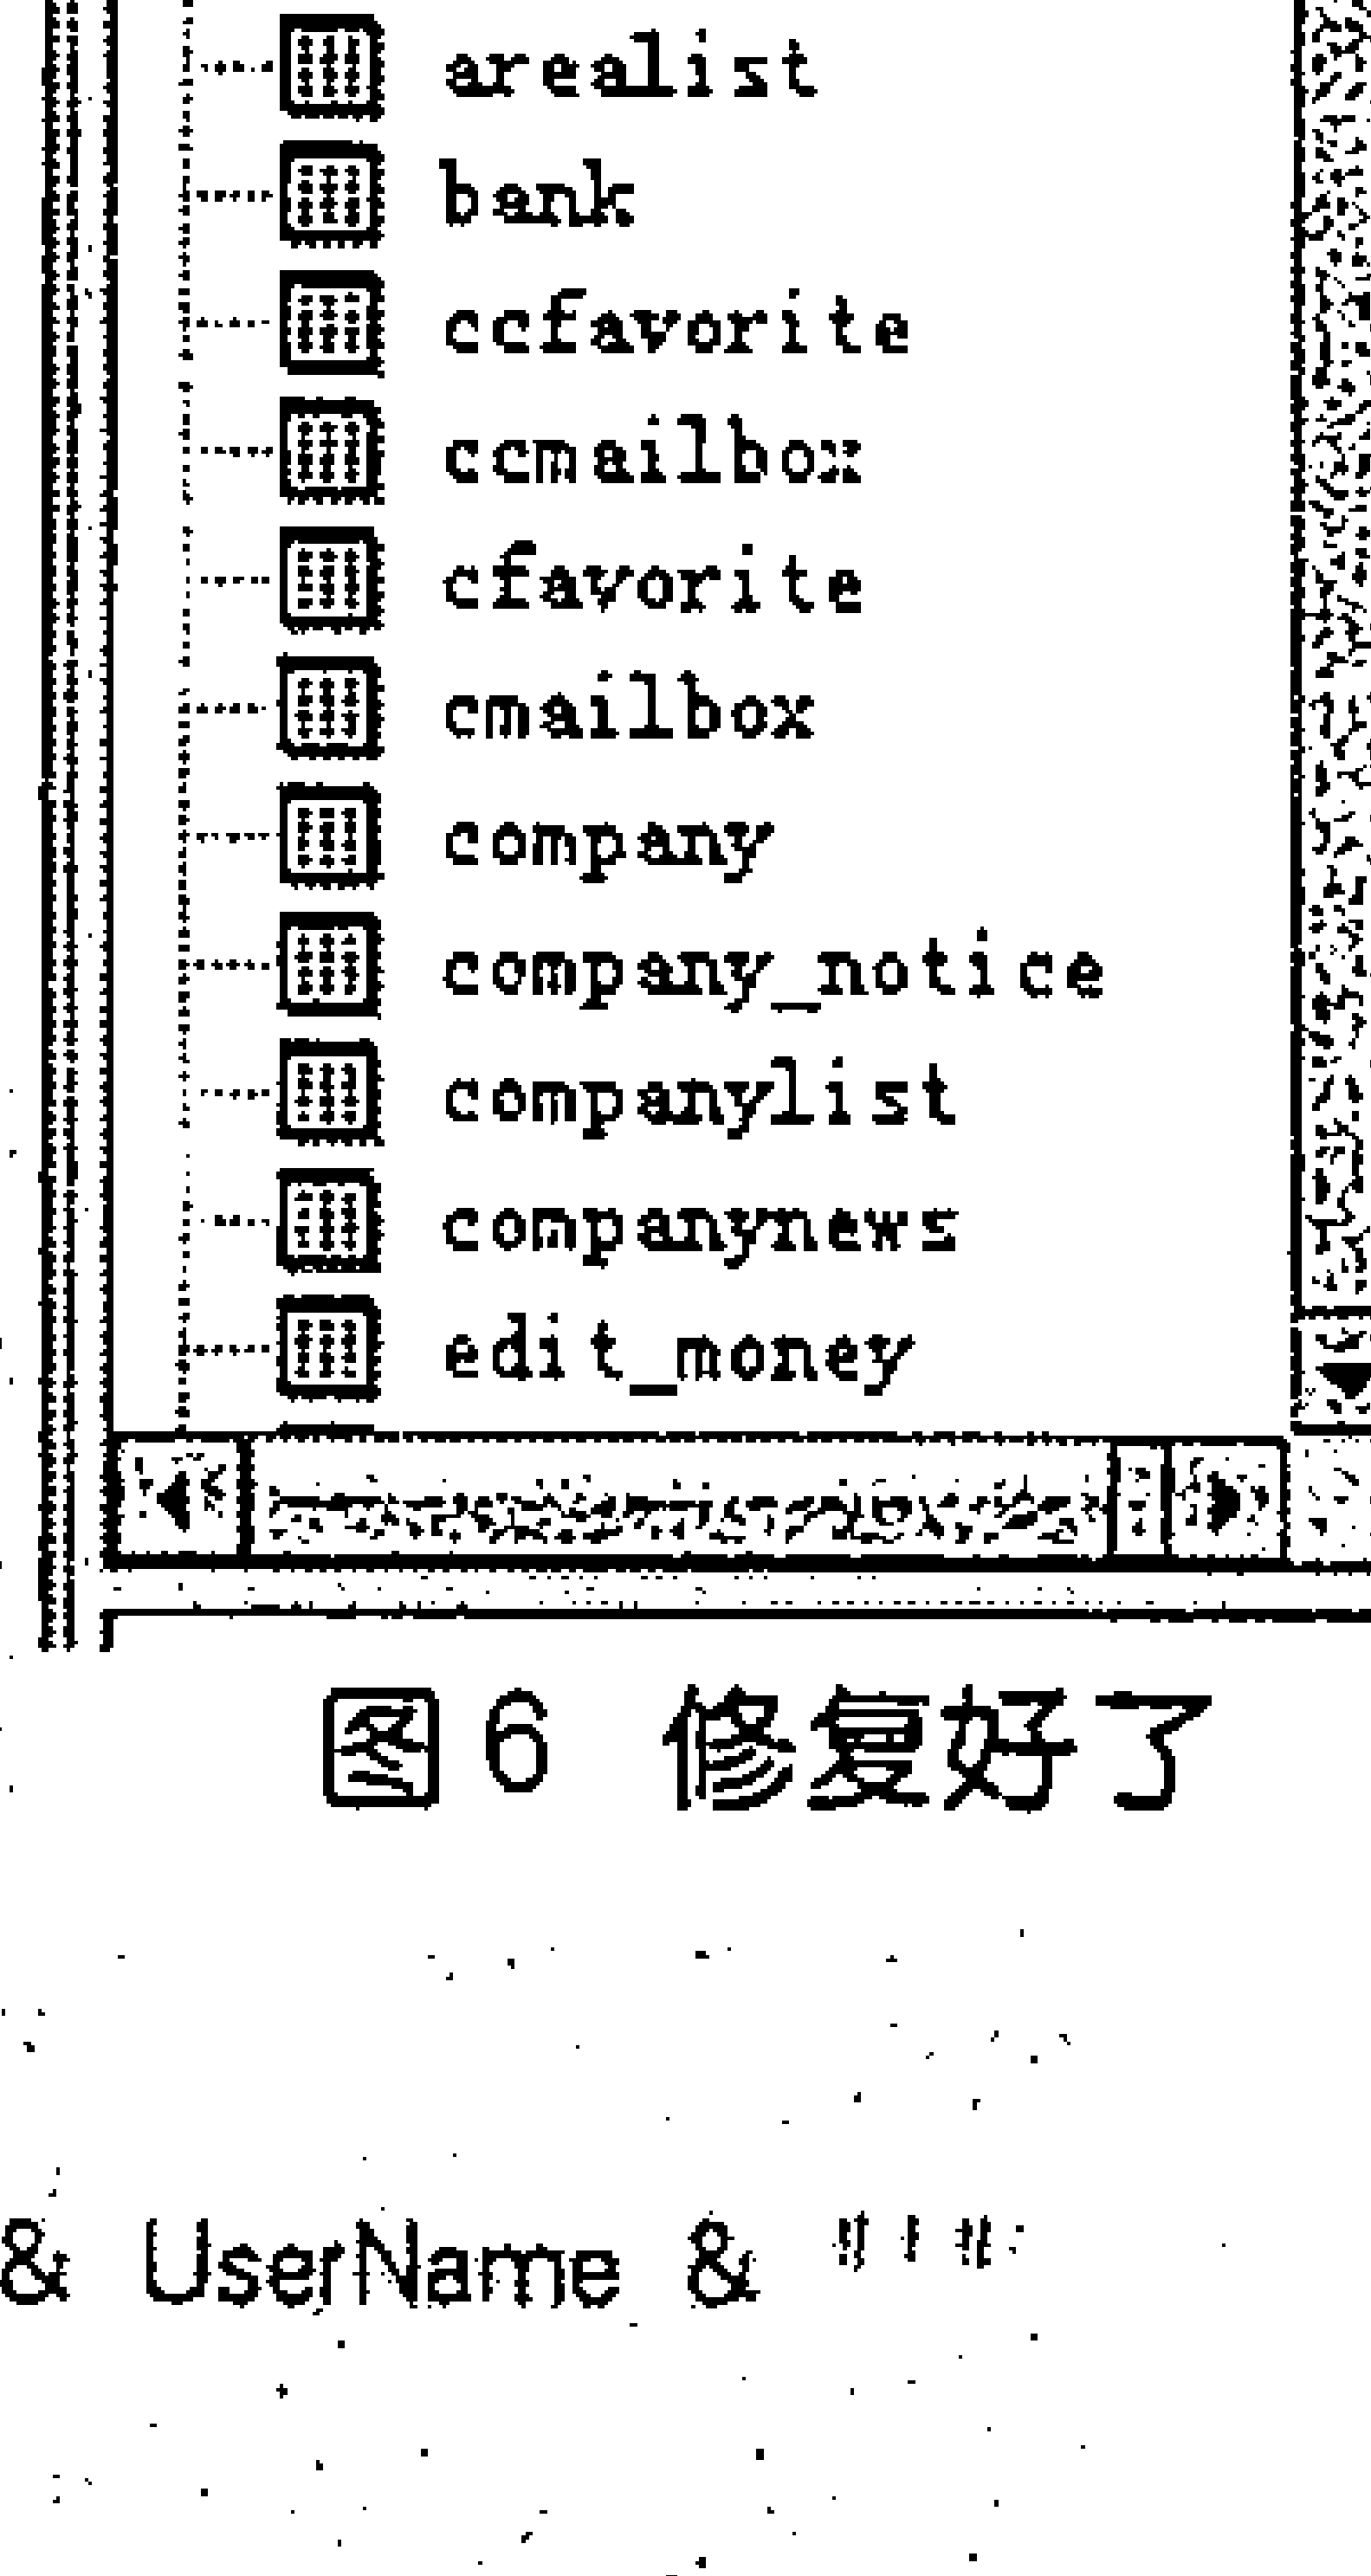 arealist
bank
ccfavorite
ccmailbox
cfavorite
cmailbox
company
company_notice
companylist
companynews
edit_money
图6 修复好了
& UserName & "'"